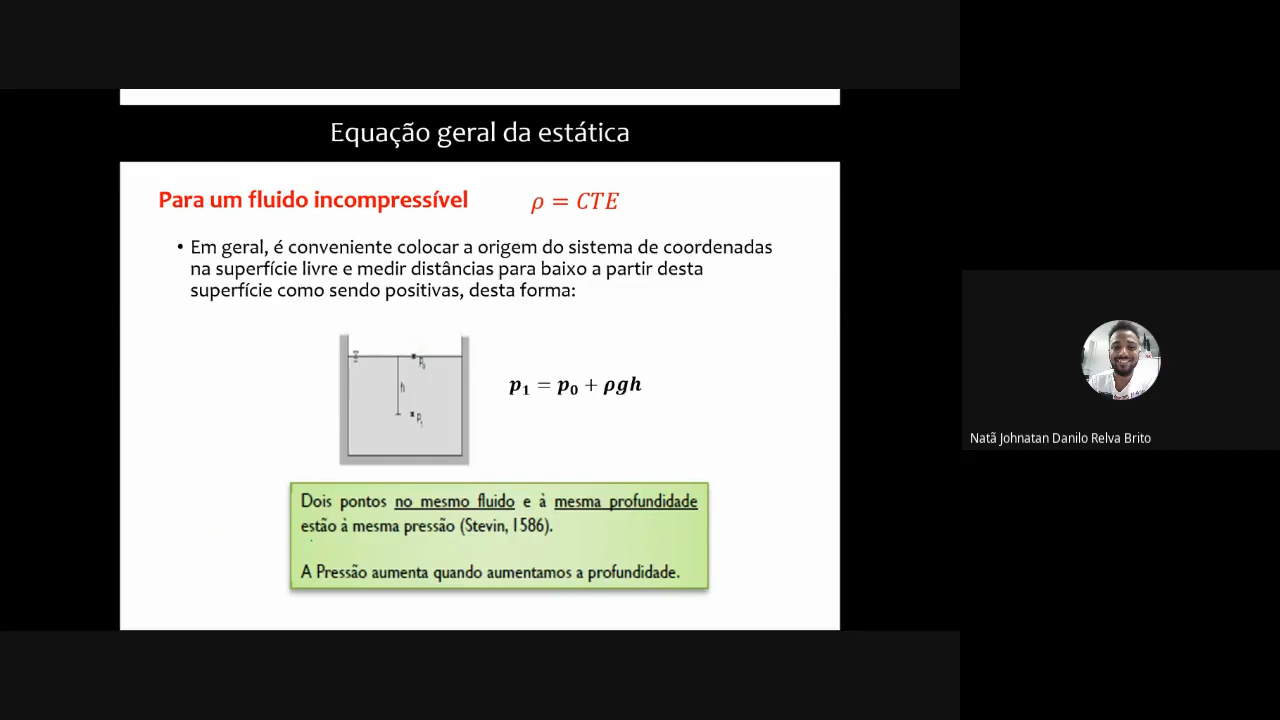 Equação geral da estática
Para um fluido incompressível ρ = CTE
• Em geral, é conveniente colocar a origem do sistema de coordenadas
na superfície livre e medir distâncias para baixo a partir desta
superfície como sendo positivas, desta forma:
P₀
h
P₁
p₁ = p₀ + ρgh
Dois pontos no mesmo fluido e à mesma profundidade
estão à mesma pressão (Stevin, 1586).
A Pressão aumenta quando aumentamos a profundidade.
Natã Johnatan Danilo Relva Brito